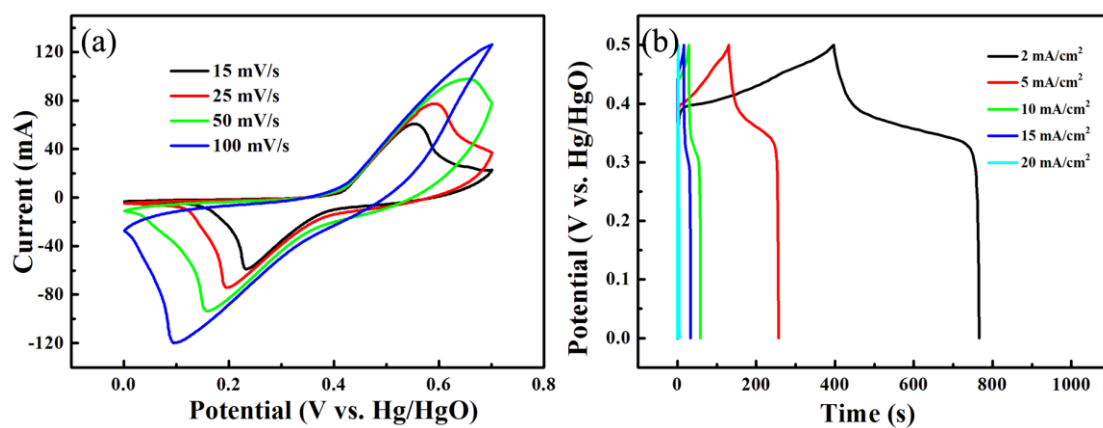 (a)
15 mV/s
25 mV/s
50 mV/s
100 mV/s
120
80
40
0
-40
-80
-120
Current (mA)
0.0 0.2 0.4 0.6 0.8
Potential (V vs. Hg/HgO)
(b)
2 mA/cm²
5 mA/cm²
10 mA/cm²
15 mA/cm²
20 mA/cm²
0.5
0.4
0.3
0.2
0.1
0.0
Potential (V vs. Hg/HgO)
0 200 400 600 800 1000
Time (s)